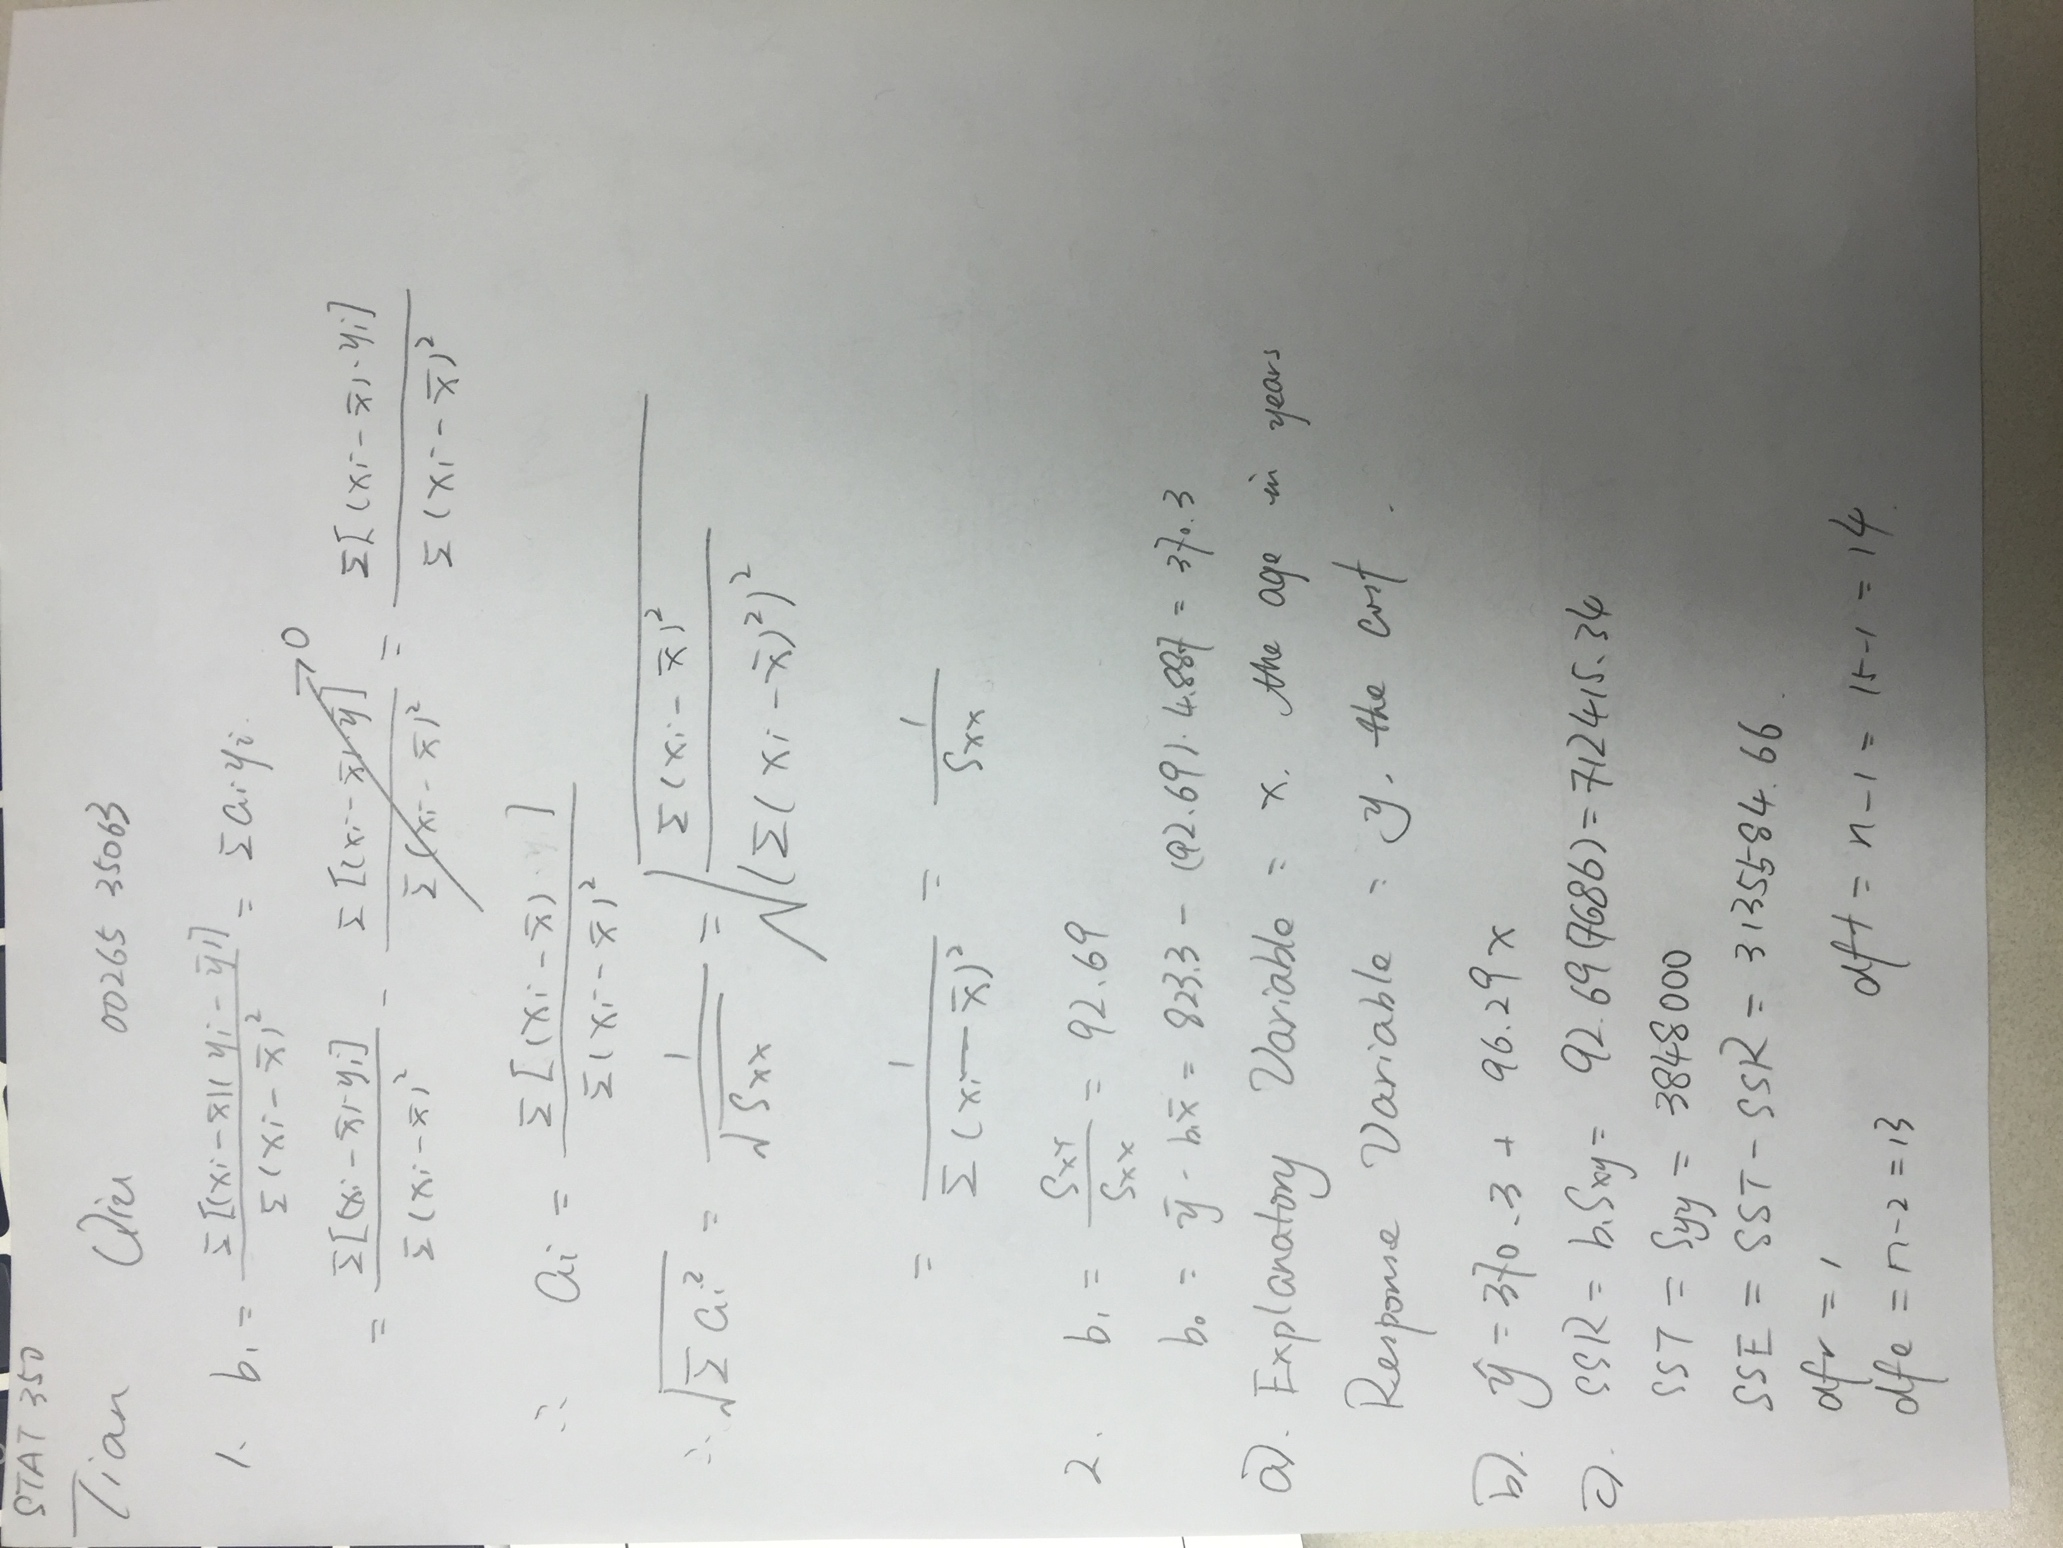 STAT 350
Tian Qiu 00265 35063
1. b₁ = Σ[(xi-x̄)(yi-ȳ)] / Σ(xi-x̄)² = Σaiyi.
= Σ[(xi-x̄)·yi] / Σ(xi-x̄)² - Σ[(xi-x̄)·ȳ] / Σ(xi-x̄)² → 0 = Σ[(xi-x̄)·yi] / Σ(xi-x̄)²
∴ ai = Σ[(xi-x̄)·yi] / Σ(xi-x̄)²
∴ √Σai² = 1/√Sxx = √Σ(xi-x̄)² / √(Σ(xi-x̄)²)²
= 1 / Σ(xi-x̄)² = 1/Sxx
2. b₁ = Sxy/Sxx = 92.69
b₀ = ȳ - b₁x̄ = 823.3 - (92.69)·4.887 = 370.3
a). Explanatory Variable = x, the age in years
Response Variable = y, the cost.
b). ŷ = 370.3 + 96.29x
c). SSR = b₁Sxy = 92.69(7686) = 712415.34
SST = Syy = 3848000
SSE = SST - SSR = 3135584.66.
dfr = 1
dfe = n-2 = 13 dft = n-1 = 15-1 = 14.